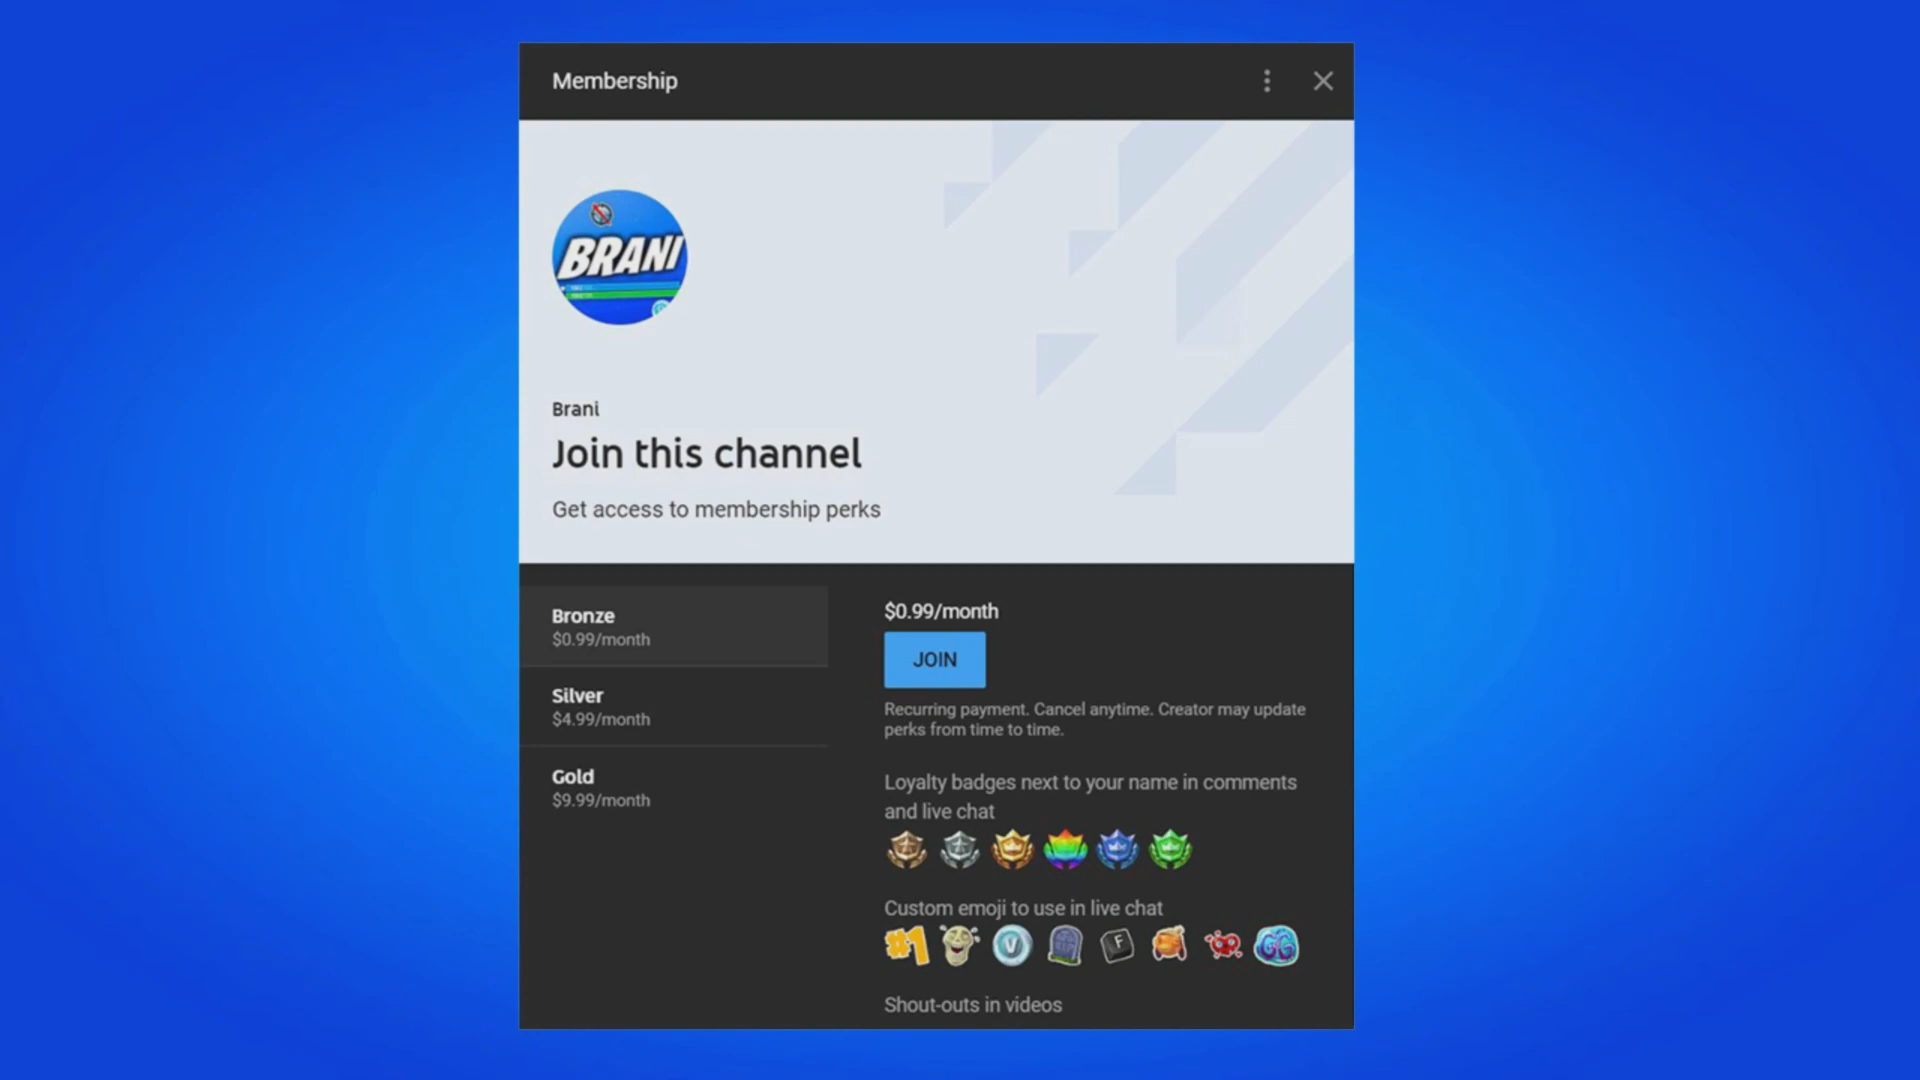 Membership
BRANI
Brani
Join this channel
Get access to membership perks
Bronze
$0.99/month
Silver
$4.99/month
Gold
$9.99/month
$0.99/month
JOIN
Recurring payment. Cancel anytime. Creator may update
perks from time to time.
Loyalty badges next to your name in comments
and live chat
Custom emoji to use in live chat
#1 V RIP F GG
Shout-outs in videos